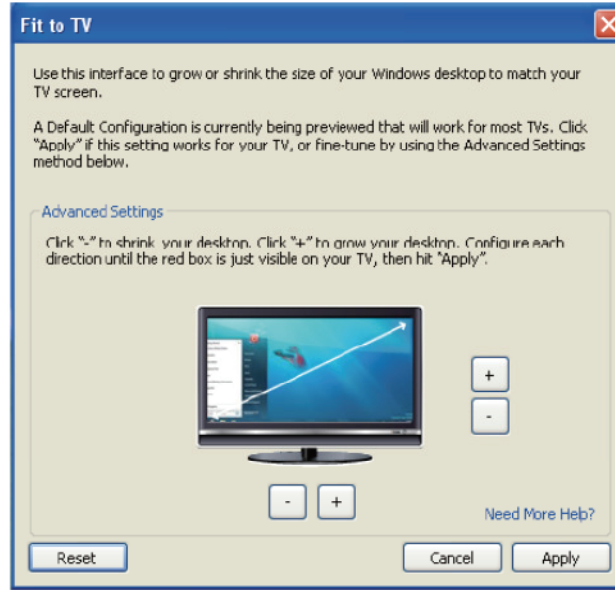 Fit to TV
Use this interface to grow or shrink the size of your Windows desktop to match your
TV screen.
A Default Configuration is currently being previewed that will work for most TVs. Click
"Apply" if this setting works for your TV, or fine-tune by using the Advanced Settings
method below.
Advanced Settings
Click "-" to shrink your desktop. Click "+" to grow your desktop. Configure each
direction until the red box is just visible on your TV, then hit "Apply".
+
-
- +
Need More Help?
Reset Cancel Apply